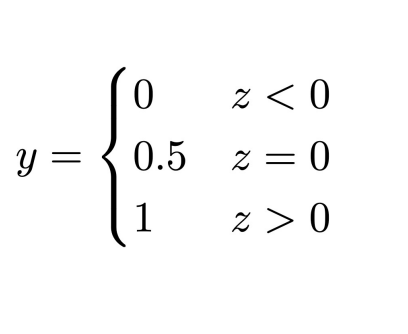 y = { 0 z < 0
0.5 z = 0
1 z > 0